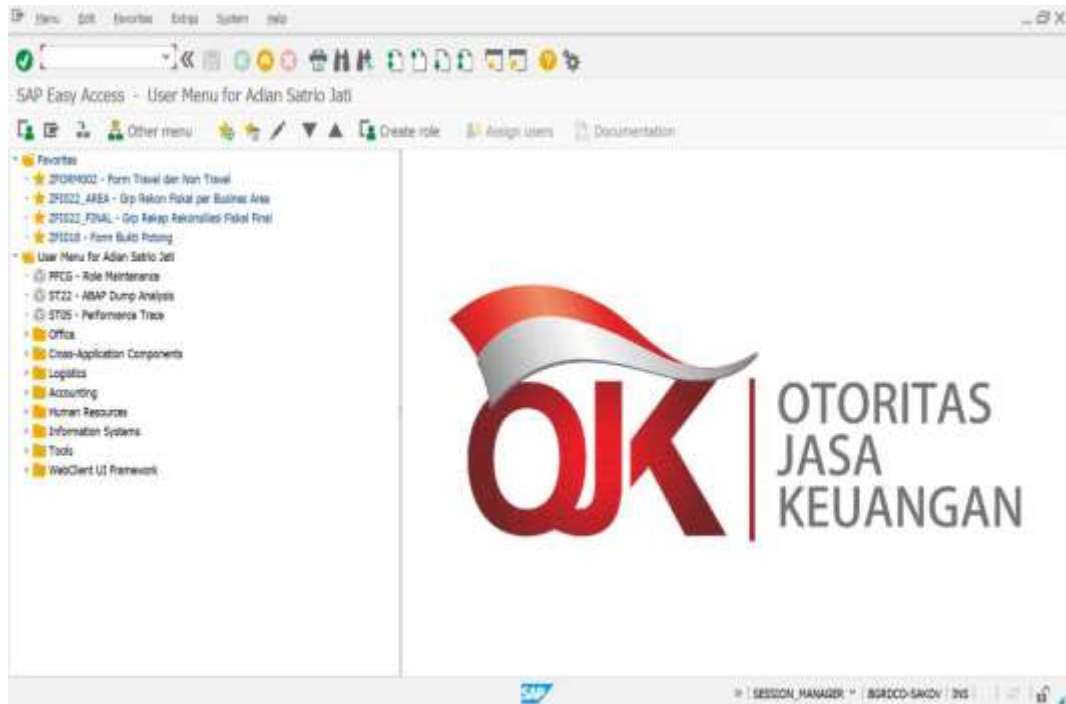 Menu Edit Favorites Extras System Help
SAP Easy Access - User Menu for Adian Satrio Jati
Other menu Create role Assign users Documentation
Favorites
ZFORM002 - Form Travel dan Non Travel
ZFI022_AREA - Grp Rekon Fiskal per Business Area
ZFI022_FINAL - Grp Rekap Rekonsiliasi Fiskal Final
ZFI018 - Form Bukti Potong
User Menu for Adian Satrio Jati
PFCG - Role Maintenance
ST22 - ABAP Dump Analysis
ST05 - Performance Trace
Office
Cross-Application Components
Logistics
Accounting
Human Resources
Information Systems
Tools
WebClient UI Framework
OJK
OTORITAS
JASA
KEUANGAN
SAP
SESSION_MANAGER INS